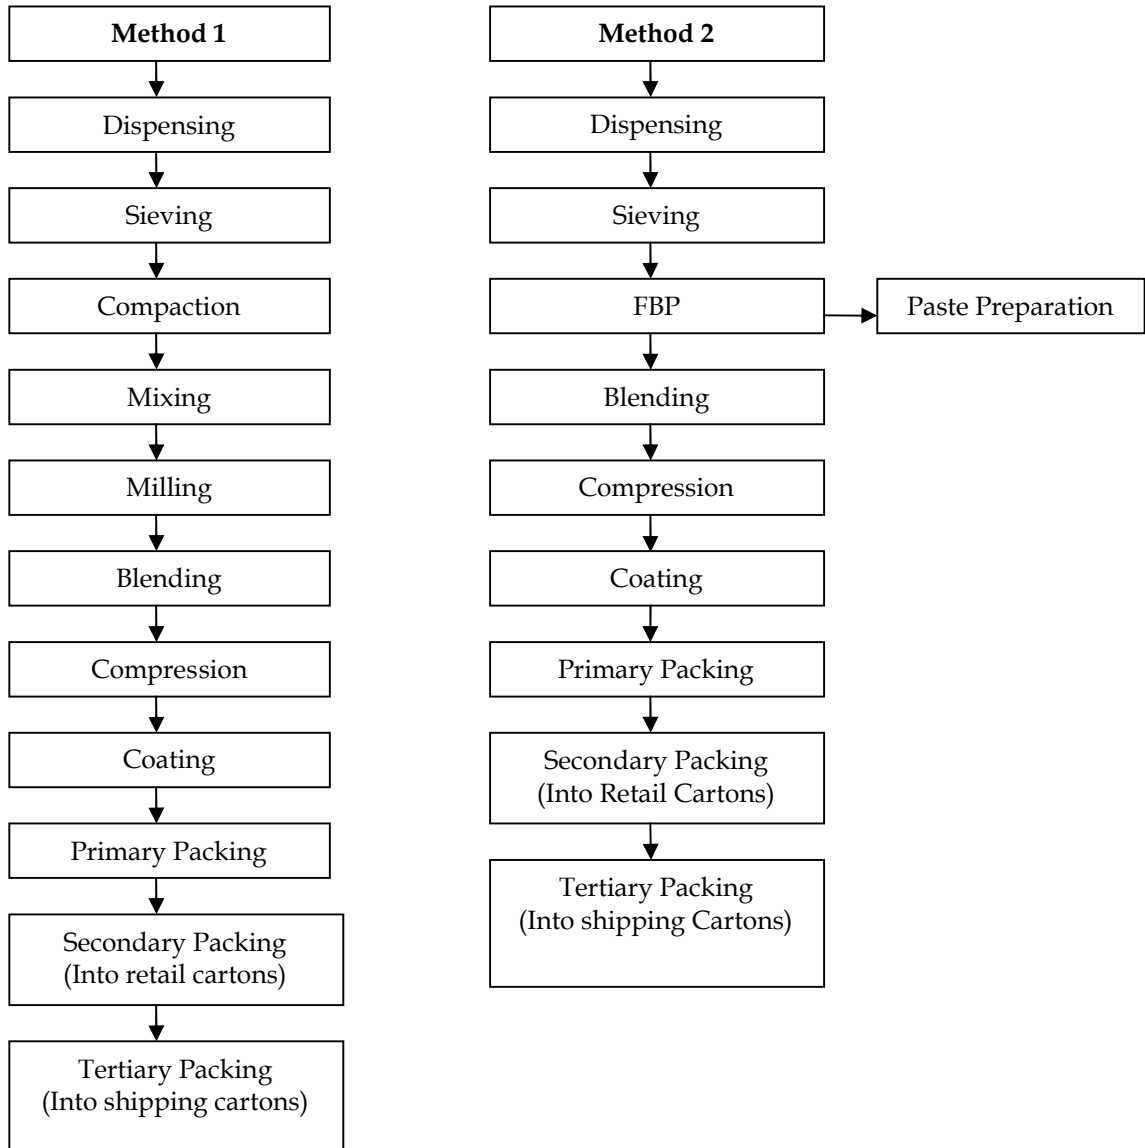 Method 1
Dispensing
Sieving
Compaction
Mixing
Milling
Blending
Compression
Coating
Primary Packing
Secondary Packing
(Into retail cartons)
Tertiary Packing
(Into shipping cartons)
Method 2
Dispensing
Sieving
FBP
Paste Preparation
Blending
Compression
Coating
Primary Packing
Secondary Packing
(Into Retail Cartons)
Tertiary Packing
(Into shipping Cartons)